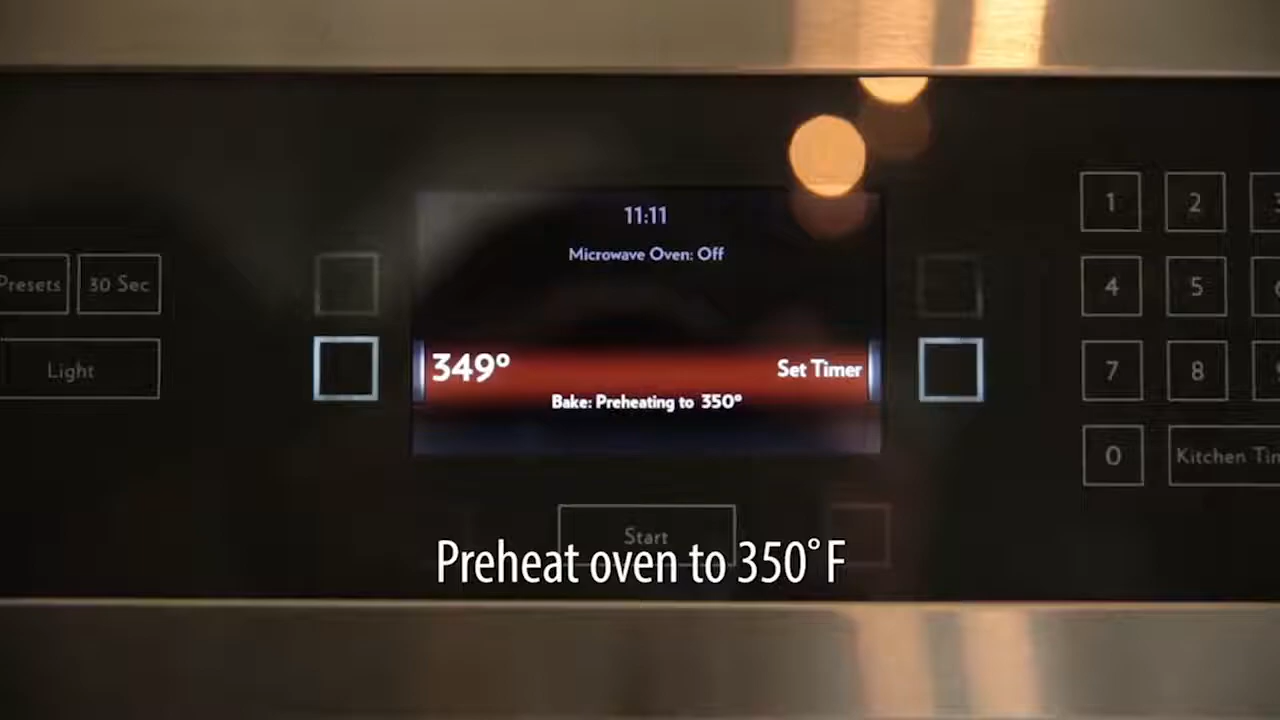 11:11
Microwave Oven: Off
Presets
30 Sec
Light
349°
Set Timer
Bake: Preheating to 350°
1
2
4
5
7
8
0
Start
Preheat oven to 350° F